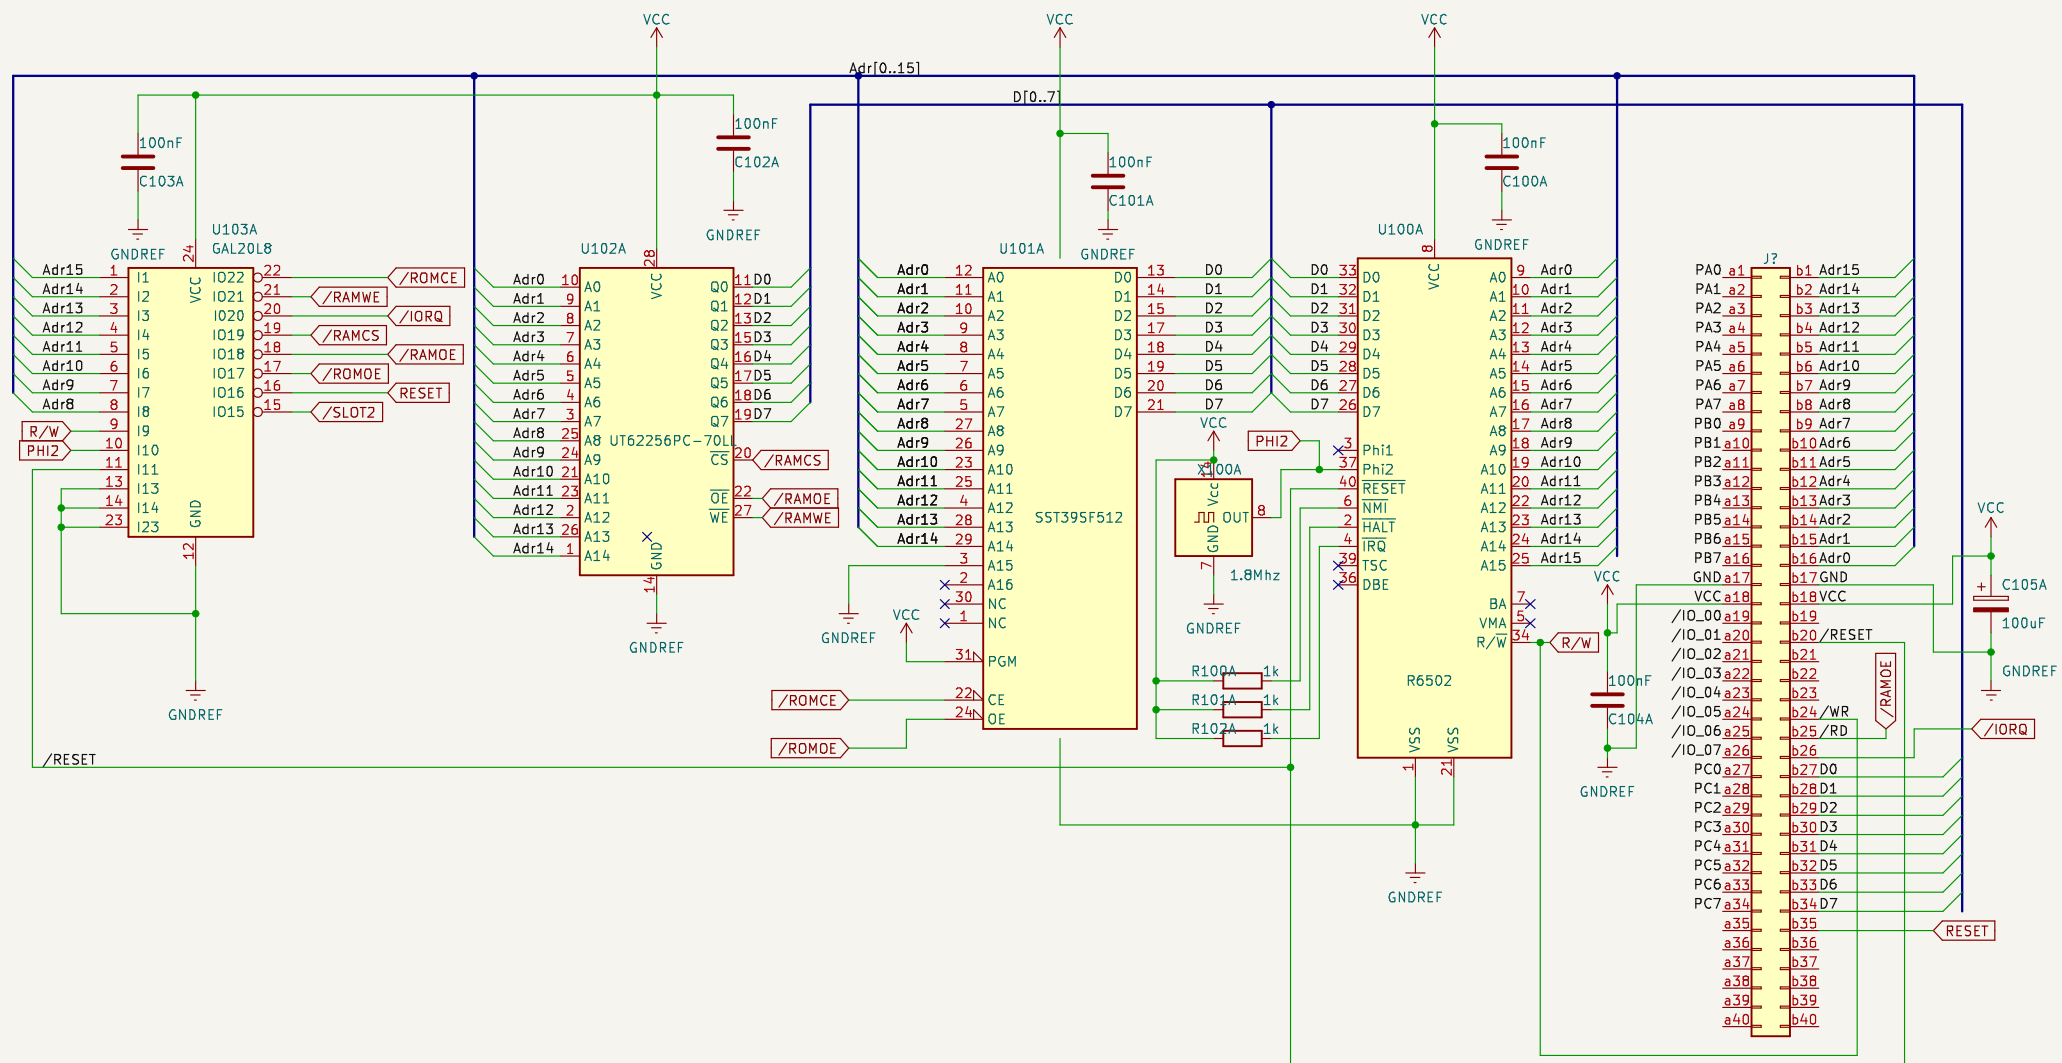 VCC
VCC
VCC
Adr[0..15]
D[0..7]
100nF
C103A
GNDREF
100nF
C102A
GNDREF
100nF
C101A
GNDREF
100nF
C100A
GNDREF
U103A
GAL20L8
24
VCC
Adr15 1 I1 IO22 22 /ROMCE
Adr14 2 I2 IO21 21 /RAMWE
Adr13 3 I3 I020 20 /IORQ
Adr12 4 I4 IO19 19 /RAMCS
Adr11 5 I5 IO18 18 /RAMOE
Adr10 6 I6 IO17 17 /ROMOE
Adr9 7 I7 IO16 16 RESET
Adr8 8 I8 IO15 15 /SLOT2
R/W 9 I9
PHI2 10 I10
11 I11
13 I13
14 I14
23 I23
GND
12
GNDREF
/RESET
U102A
28
VCC
Adr0 10 A0 Q0 11 D0
Adr1 9 A1 Q1 12 D1
Adr2 8 A2 Q2 13 D2
Adr3 7 A3 Q3 15 D3
Adr4 6 A4 Q4 16 D4
Adr5 5 A5 Q5 17 D5
Adr6 4 A6 Q6 18 D6
Adr7 3 A7 Q7 19 D7
Adr8 25 A8 UT62256PC-70LL
Adr9 24 A9 CS 20 /RAMCS
Adr10 21 A10
Adr11 23 A11 OE 22 /RAMOE
Adr12 2 A12 WE 27 /RAMWE
Adr13 26 A13
Adr14 1 A14
GND
14
GNDREF
U101A
Adr0 12 A0 D0 13 D0
Adr1 11 A1 D1 14 D1
Adr2 10 A2 D2 15 D2
Adr3 9 A3 D3 17 D3
Adr4 8 A4 D4 18 D4
Adr5 7 A5 D5 19 D5
Adr6 6 A6 D6 20 D6
Adr7 5 A7 D7 21 D7
Adr8 27 A8
Adr9 26 A9
Adr10 23 A10
Adr11 25 A11
Adr12 4 A12
Adr13 28 A13
Adr14 29 A14
SST39SF512
3 A15
2 A16
30 NC
1 NC
GNDREF
VCC
31 PGM
/ROMCE 22 CE
/ROMOE 24 OE
VCC
X100A
Vcc
OUT 8
GND
7
1.8Mhz
GNDREF
PHI2
R100A 1k
R101A 1k
R102A 1k
U100A
8
VCC
D0 33 D0 A0 9 Adr0
D1 32 D1 A1 10 Adr1
D2 31 D2 A2 11 Adr2
D3 30 D3 A3 12 Adr3
D4 29 D4 A4 13 Adr4
D5 28 D5 A5 14 Adr5
D6 27 D6 A6 15 Adr6
D7 26 D7 A7 16 Adr7
A8 17 Adr8
3 Phi1 A9 18 Adr9
37 Phi2 A10 19 Adr10
40 RESET A11 20 Adr11
6 NMI A12 22 Adr12
2 HALT A13 23 Adr13
4 IRQ A14 24 Adr14
39 TSC A15 25 Adr15
36 DBE
BA 7
VMA 5
R/W 34 R/W
R6502
VSS VSS
1 21
GNDREF
VCC
100nF
C104A
GNDREF
J?
PA0 a1 b1 Adr15
PA1 a2 b2 Adr14
PA2 a3 b3 Adr13
PA3 a4 b4 Adr12
PA4 a5 b5 Adr11
PA5 a6 b6 Adr10
PA6 a7 b7 Adr9
PA7 a8 b8 Adr8
PB0 a9 b9 Adr7
PB1 a10 b10 Adr6
PB2 a11 b11 Adr5
PB3 a12 b12 Adr4
PB4 a13 b13 Adr3
PB5 a14 b14 Adr2
PB6 a15 b15 Adr1
PB7 a16 b16 Adr0
GND a17 b17 GND
VCC a18 b18 VCC
/IO_00 a19 b19
/IO_01 a20 b20 /RESET
/IO_02 a21 b21
/IO_03 a22 b22
/IO_04 a23 b23
/IO_05 a24 b24 /WR
/IO_06 a25 b25 /RD
/IO_07 a26 b26
PC0 a27 b27 D0
PC1 a28 b28 D1
PC2 a29 b29 D2
PC3 a30 b30 D3
PC4 a31 b31 D4
PC5 a32 b32 D5
PC6 a33 b33 D6
PC7 a34 b34 D7
a35 b35 RESET
a36 b36
a37 b37
a38 b38
a39 b39
a40 b40
/RAMOE
/IORQ
VCC
+
C105A
100uF
GNDREF